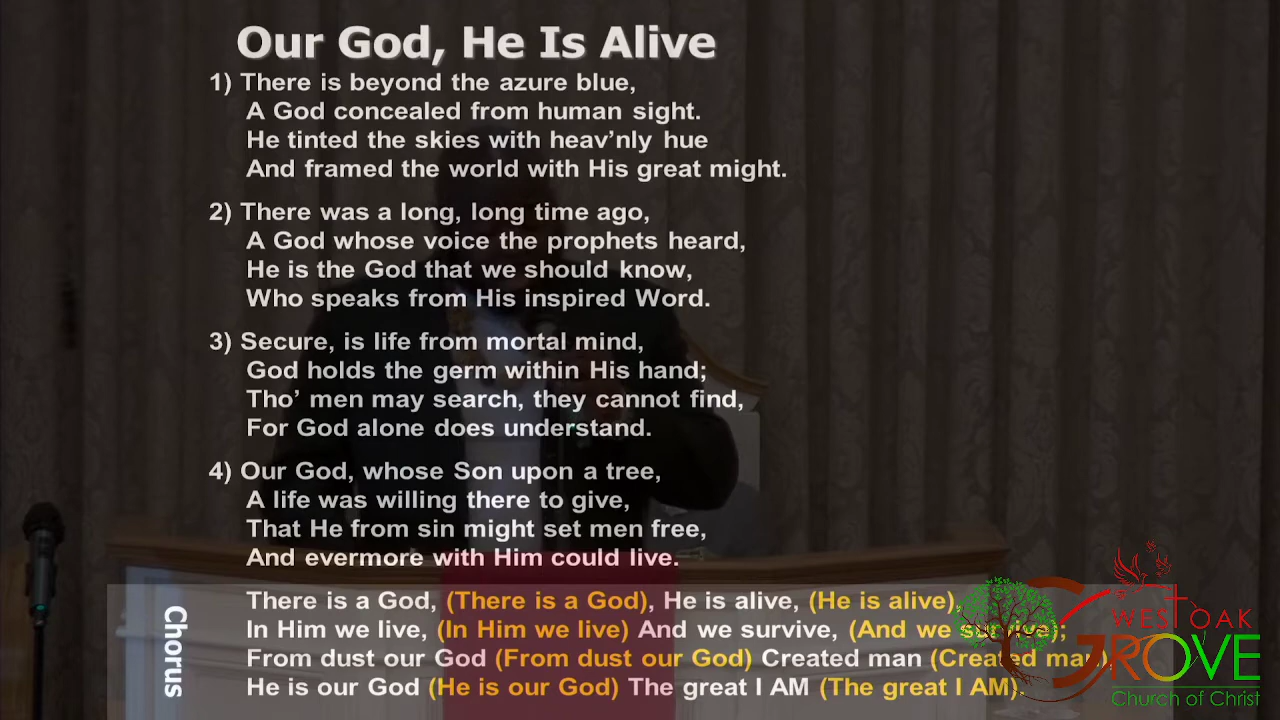 Our God, He Is Alive
1) There is beyond the azure blue,
A God concealed from human sight.
He tinted the skies with heav’nly hue
And framed the world with His great might.
2) There was a long, long time ago,
A God whose voice the prophets heard,
He is the God that we should know,
Who speaks from His inspired Word.
3) Secure, is life from mortal mind,
God holds the germ within His hand;
Tho’ men may search, they cannot find,
For God alone does understand.
4) Our God, whose Son upon a tree,
A life was willing there to give,
That He from sin might set men free,
And evermore with Him could live.
Chorus
There is a God, (There is a God), He is alive, (He is alive),
In Him we live, (In Him we live) And we survive, (And we survive);
From dust our God (From dust our God) Created man (Created man),
He is our God (He is our God) The great I AM (The great I AM).
WEST OAK
GROVE
Church of Christ